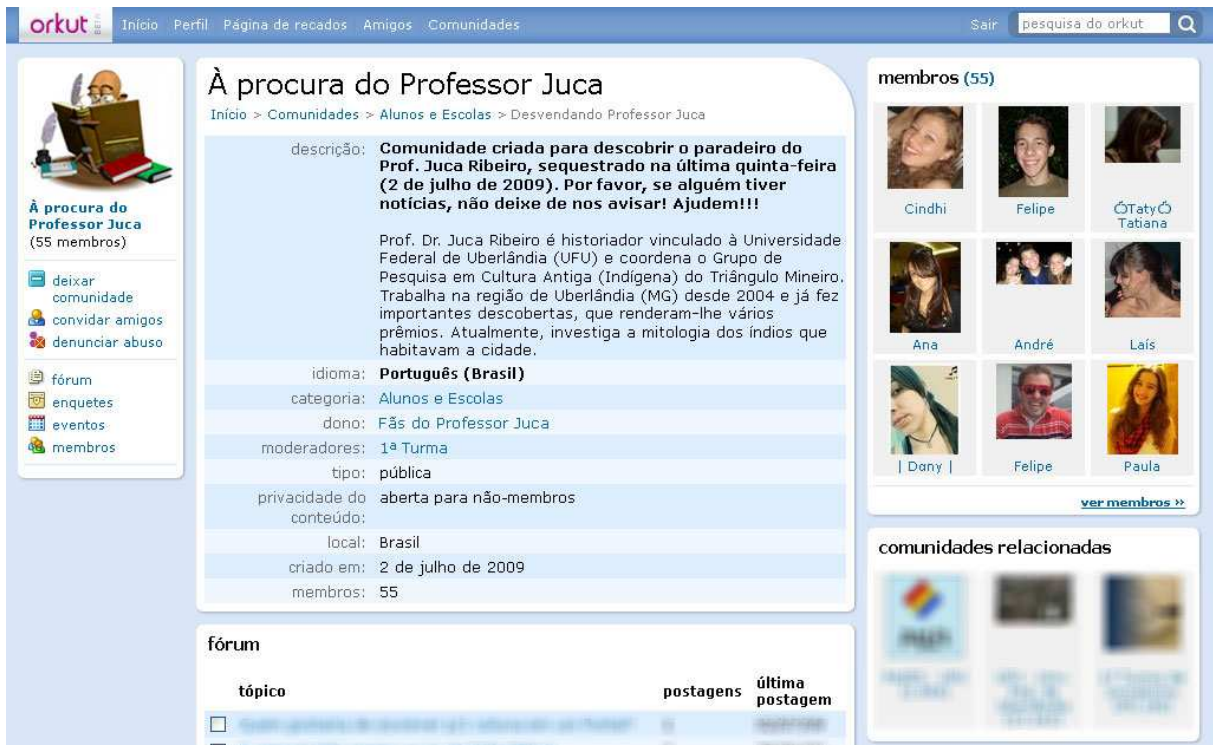 orkut BETA
Início Perfil Página de recados Amigos Comunidades
Sair pesquisa do orkut
À procura do
Professor Juca
(55 membros)
deixar
comunidade
convidar amigos
denunciar abuso
fórum
enquetes
eventos
membros
À procura do Professor Juca
Início > Comunidades > Alunos e Escolas > Desvendando Professor Juca
descrição: Comunidade criada para descobrir o paradeiro do
Prof. Juca Ribeiro, sequestrado na última quinta-feira
(2 de julho de 2009). Por favor, se alguém tiver
notícias, não deixe de nos avisar! Ajudem!!!
Prof. Dr. Juca Ribeiro é historiador vinculado à Universidade
Federal de Uberlândia (UFU) e coordena o Grupo de
Pesquisa em Cultura Antiga (Indígena) do Triângulo Mineiro.
Trabalha na região de Uberlândia (MG) desde 2004 e já fez
importantes descobertas, que renderam-lhe vários
prêmios. Atualmente, investiga a mitologia dos índios que
habitavam a cidade.
idioma: Português (Brasil)
categoria: Alunos e Escolas
dono: Fãs do Professor Juca
moderadores: 1ª Turma
tipo: pública
privacidade do aberta para não-membros
conteúdo:
local: Brasil
criado em: 2 de julho de 2009
membros: 55
fórum
tópico postagens última
postagem
membros (55)
Cindhi Felipe ÓTatyÓ
Tatiana
Ana André Laís
| Dany | Felipe Paula
ver membros »
comunidades relacionadas